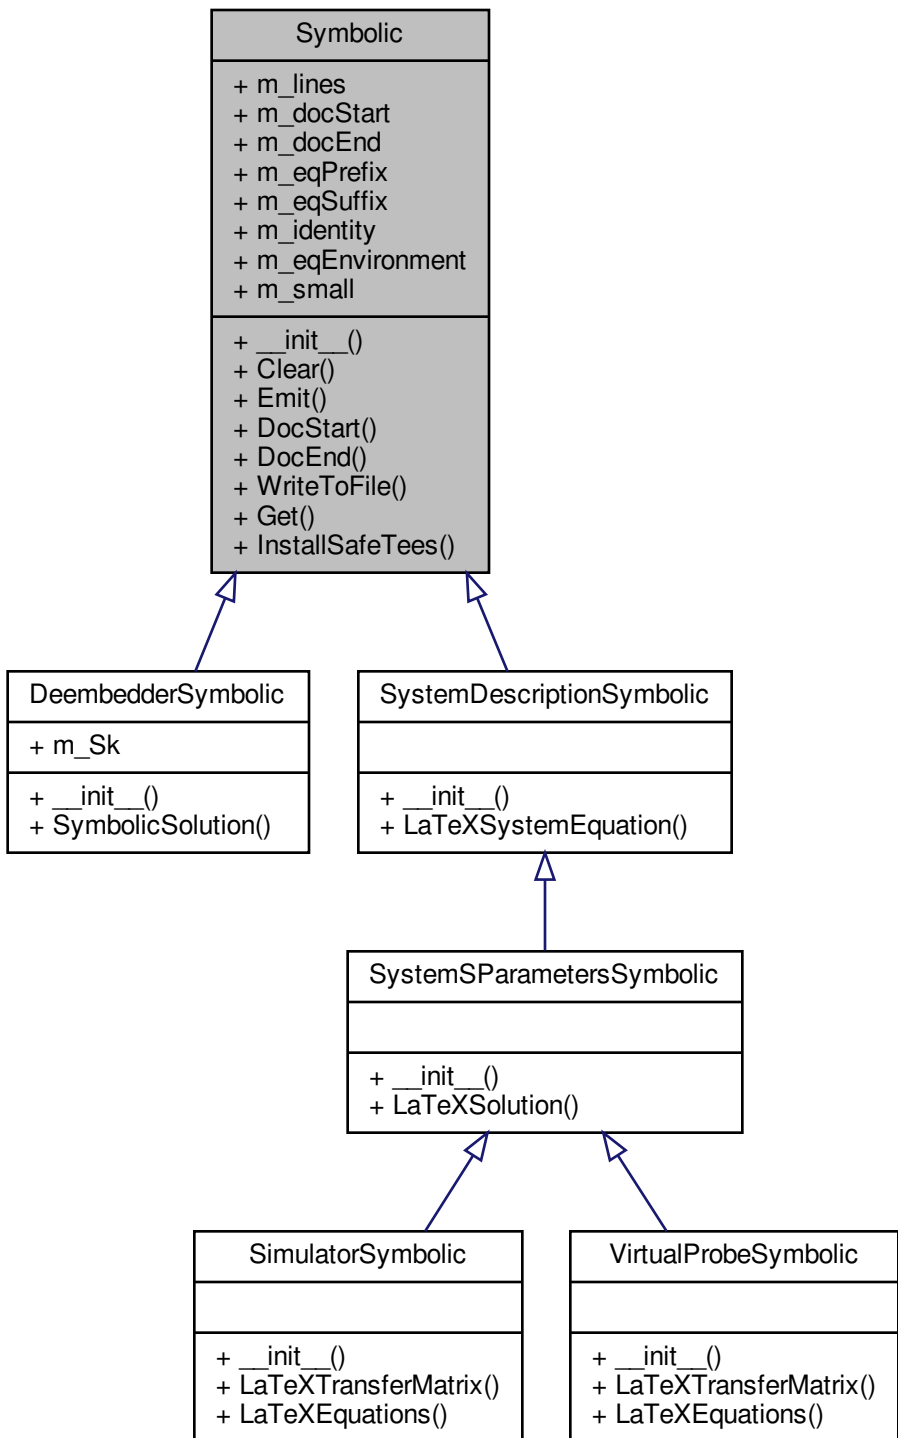 Symbolic
+ m_lines
+ m_docStart
+ m_docEnd
+ m_eqPrefix
+ m_eqSuffix
+ m_identity
+ m_eqEnvironment
+ m_small
+ __init__()
+ Clear()
+ Emit()
+ DocStart()
+ DocEnd()
+ WriteToFile()
+ Get()
+ InstallSafeTees()
DeembedderSymbolic
+ m_Sk
+ __init__()
+ SymbolicSolution()
SystemDescriptionSymbolic
+ __init__()
+ LaTeXSystemEquation()
SystemSParametersSymbolic
+ __init__()
+ LaTeXSolution()
SimulatorSymbolic
+ __init__()
+ LaTeXTransferMatrix()
+ LaTeXEquations()
VirtualProbeSymbolic
+ __init__()
+ LaTeXTransferMatrix()
+ LaTeXEquations()